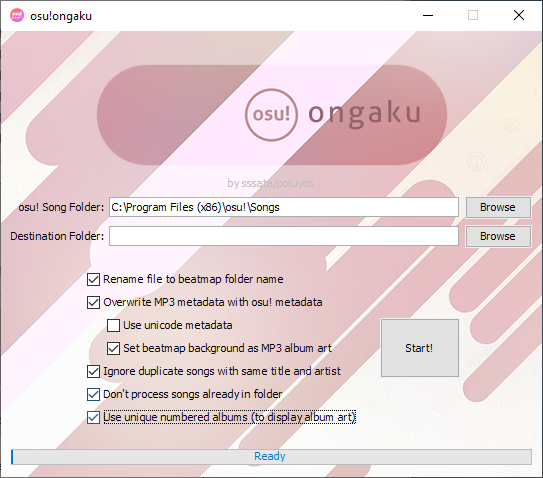 osu!ongaku
osu! ongaku
by sssata/poiuyos
osu! Song Folder: C:\Program Files (x86)\osu!\Songs Browse
Destination Folder: Browse
Rename file to beatmap folder name
Overwrite MP3 metadata with osu! metadata
Use unicode metadata
Set beatmap background as MP3 album art
Start!
Ignore duplicate songs with same title and artist
Don't process songs already in folder
Use unique numbered albums (to display album art)
Ready